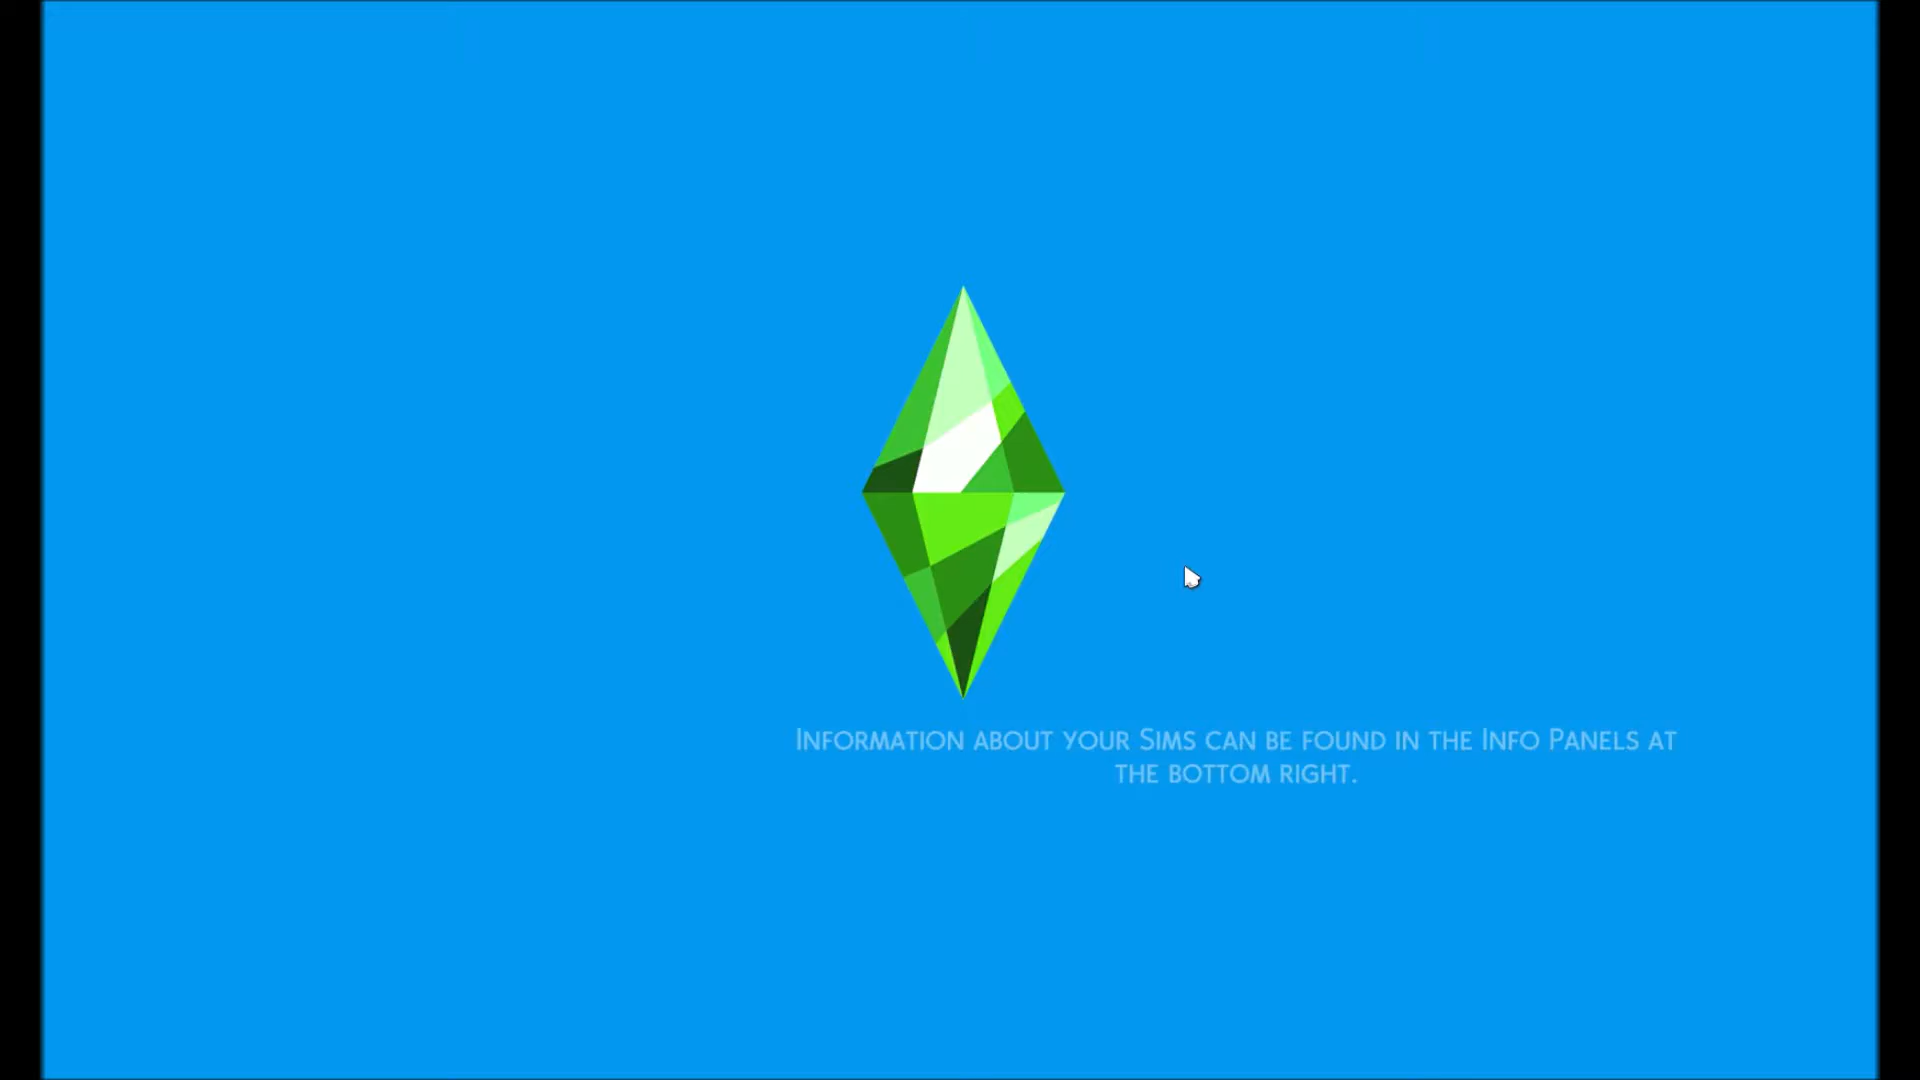 Information about your Sims can be found in the Info Panels at
the bottom right.